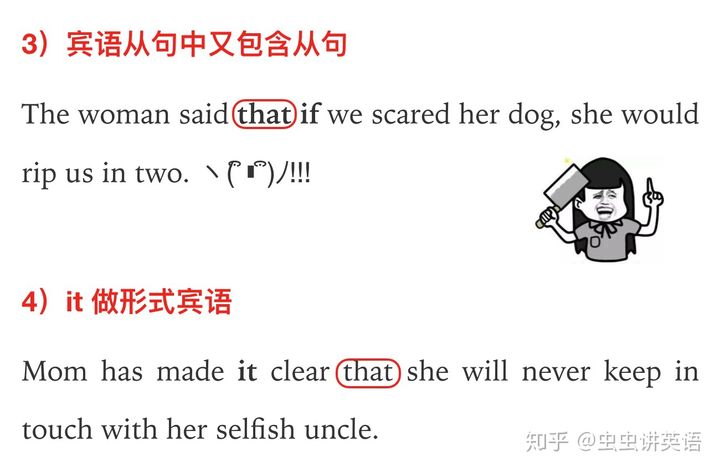 3）宾语从句中又包含从句
The woman said that if we scared her dog, she would
rip us in two. ヽ( ͡° ▮ ͡°)ﾉ!!!
4）it 做形式宾语
Mom has made it clear that she will never keep in
touch with her selfish uncle.
知乎 @虫虫讲英语